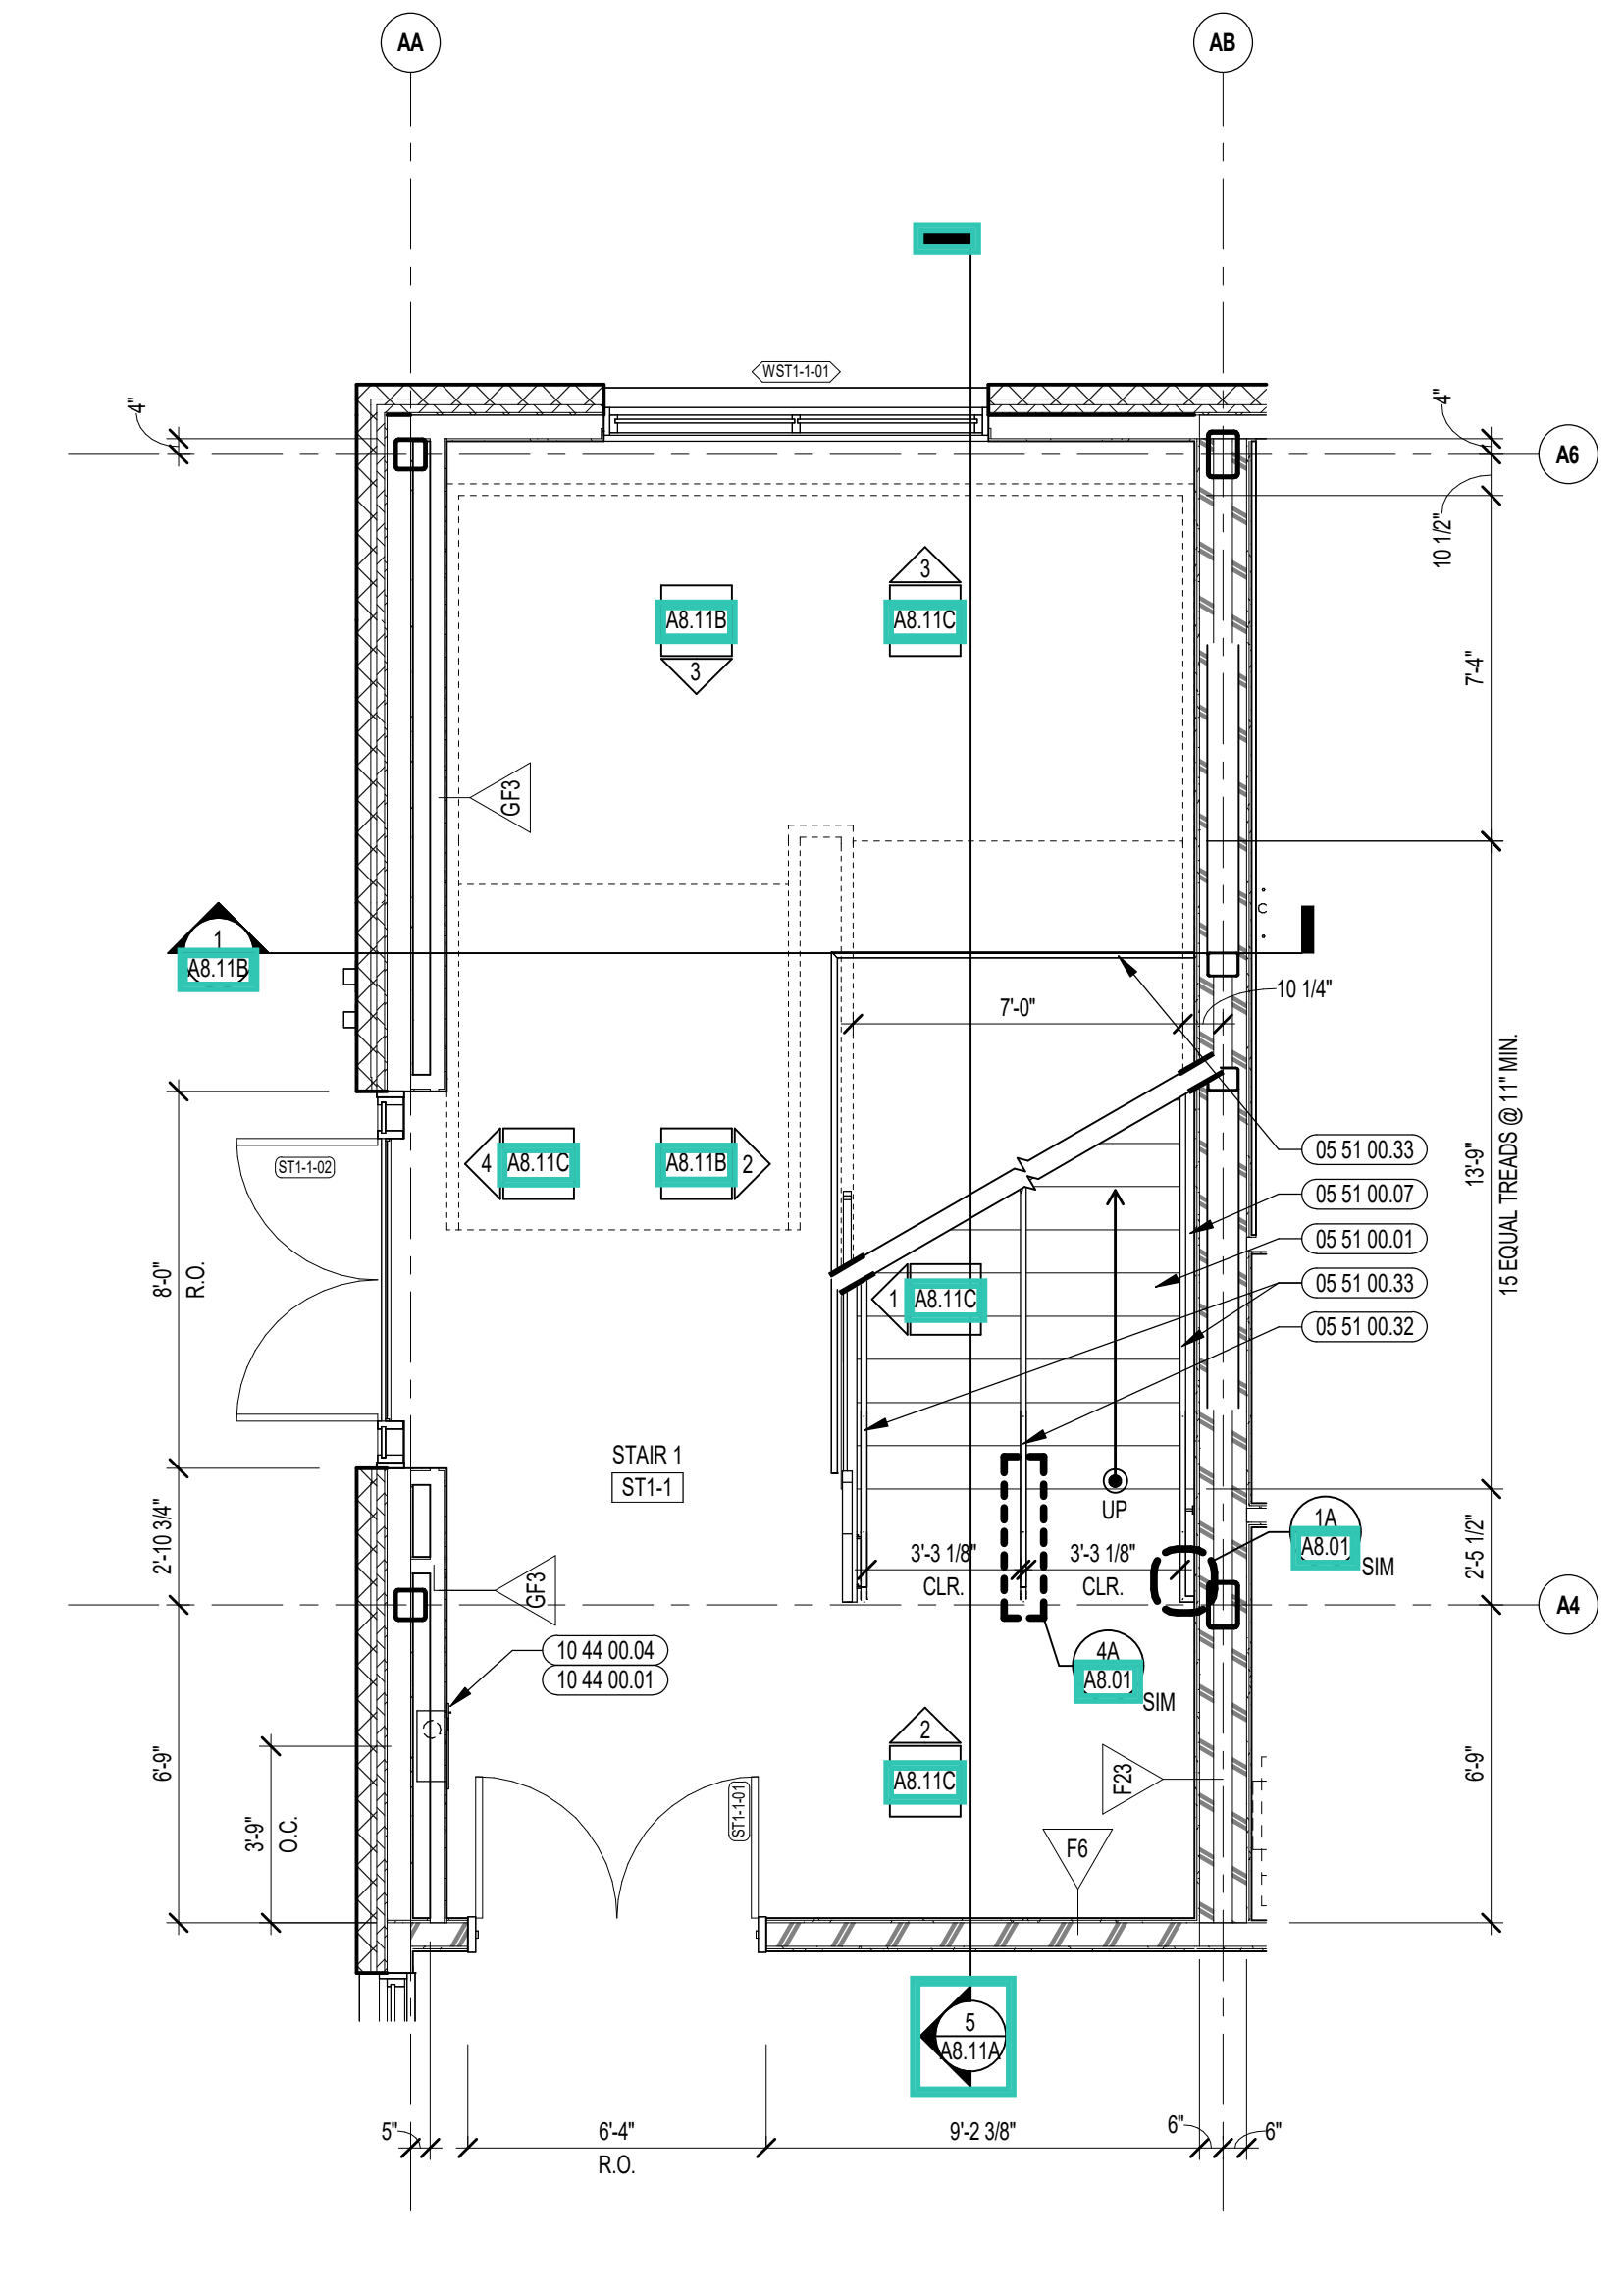 AA
AB
WST1-1-01
4"
4"
A6
10 1/2"
3
A8.11B
3
A8.11C
7'-4"
GF3
1
A8.11B
C
10 1/4"
7'-0"
15 EQUAL TREADS @ 11" MIN.
13'-9"
ST1-1-02
4
A8.11C
A8.11B
2
05 51 00.33
05 51 00.07
05 51 00.01
05 51 00.33
05 51 00.32
8'-0"
R.O.
1
A8.11C
STAIR 1
ST1-1
UP
2'-10 3/4"
3'-3 1/8"
CLR.
3'-3 1/8"
CLR.
1A
A8.01
SIM
2'-5 1/2"
GF3
A4
10 44 00.04
10 44 00.01
4A
A8.01
SIM
6'-9"
3'-9"
O.C.
2
A8.11C
ST1-1-01
F23
F6
6'-9"
5
A8.11A
5"
6'-4"
R.O.
9'-2 3/8"
6"
6"